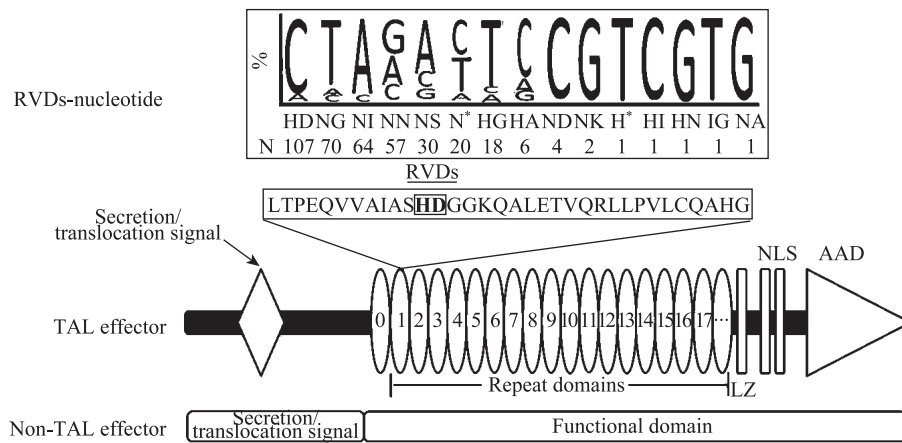 %
C T A G A C T C C G T C G T G
A A C A C T C A
C C G A A G
RVDs-nucleotide
HD NG NI NN NS N* HG HA ND NK H* HI HN IG NA
N 107 70 64 57 30 20 18 6 4 2 1 1 1 1 1
RVDs
LTPEQVVAIASHDGGKQALETVQRLLPVLCQAHG
Secretion/
translocation signal
NLS AAD
TAL effector
0 1 2 3 4 5 6 7 8 9 10 11 12 13 14 15 16 17 ···
Repeat domains
LZ
Non-TAL effector
Secretion/
translocation signal
Functional domain